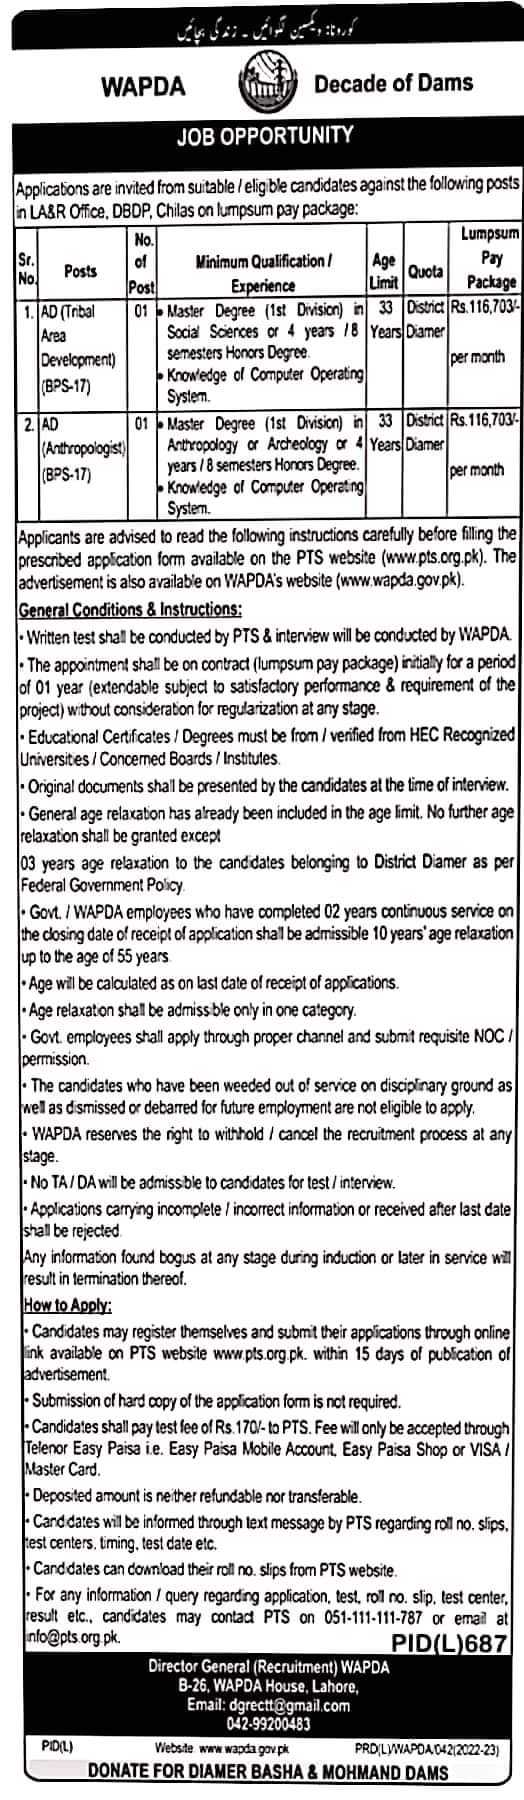 کورونا: ویکسین لگوائیں ۔ زندگی بچائیں
WAPDA Decade of Dams
JOB OPPORTUNITY
Applications are invited from suitable / eligible candidates against the following posts
in LA&R Office, DBDP, Chilas on lumpsum pay package:
Sr. No. Posts No. of Post Minimum Qualification / Experience Age Limit Quota Lumpsum Pay Package
1. AD (Tribal 01 • Master Degree (1st Division) in 33 District Rs.116,703/-
Area Social Sciences or 4 years / 8 Years Diamer
Development) semesters Honors Degree. per month
(BPS-17) • Knowledge of Computer Operating
System.
2. AD 01 • Master Degree (1st Division) in 33 District Rs.116,703/-
(Anthropologist) Anthropology or Archeology or 4 Years Diamer
(BPS-17) years / 8 semesters Honors Degree. per month
• Knowledge of Computer Operating
System.
Applicants are advised to read the following instructions carefully before filling the
prescribed application form available on the PTS website (www.pts.org.pk). The
advertisement is also available on WAPDA's website (www.wapda.gov.pk).
General Conditions & Instructions:
• Written test shall be conducted by PTS & interview will be conducted by WAPDA.
• The appointment shall be on contract (lumpsum pay package) initially for a period
of 01 year (extendable subject to satisfactory performance & requirement of the
project) without consideration for regularization at any stage.
• Educational Certificates / Degrees must be from / verified from HEC Recognized
Universities / Concerned Boards / Institutes.
• Original documents shall be presented by the candidates at the time of interview.
• General age relaxation has already been included in the age limit. No further age
relaxation shall be granted except
03 years age relaxation to the candidates belonging to District Diamer as per
Federal Government Policy.
• Govt. / WAPDA employees who have completed 02 years continuous service on
the closing date of receipt of application shall be admissible 10 years' age relaxation
up to the age of 55 years.
• Age will be calculated as on last date of receipt of applications.
• Age relaxation shall be admissible only in one category.
• Govt. employees shall apply through proper channel and submit requisite NOC /
permission.
• The candidates who have been weeded out of service on disciplinary ground as
well as dismissed or debarred for future employment are not eligible to apply.
• WAPDA reserves the right to withhold / cancel the recruitment process at any
stage.
• No TA / DA will be admissible to candidates for test / interview.
• Applications carrying incomplete / incorrect information or received after last date
shall be rejected.
Any information found bogus at any stage during induction or later in service will
result in termination thereof.
How to Apply:
• Candidates may register themselves and submit their applications through online
link available on PTS website www.pts.org.pk. within 15 days of publication of
advertisement.
• Submission of hard copy of the application form is not required.
• Candidates shall pay test fee of Rs.170/- to PTS. Fee will only be accepted through
Telenor Easy Paisa i.e. Easy Paisa Mobile Account, Easy Paisa Shop or VISA /
Master Card.
• Deposited amount is neither refundable nor transferable.
• Candidates will be informed through text message by PTS regarding roll no. slips,
test centers, timing, test date etc.
• Candidates can download their roll no. slips from PTS website.
• For any information / query regarding application, test, roll no. slip, test center,
result etc., candidates may contact PTS on 051-111-111-787 or email at
info@pts.org.pk. PID(L)687
Director General (Recruitment) WAPDA
B-26, WAPDA House, Lahore,
Email: dgrectt@gmail.com
042-99200483
PID(L) Website www.wapda.gov.pk PRD(L)/WAPDA/042(2022-23)
DONATE FOR DIAMER BASHA & MOHMAND DAMS